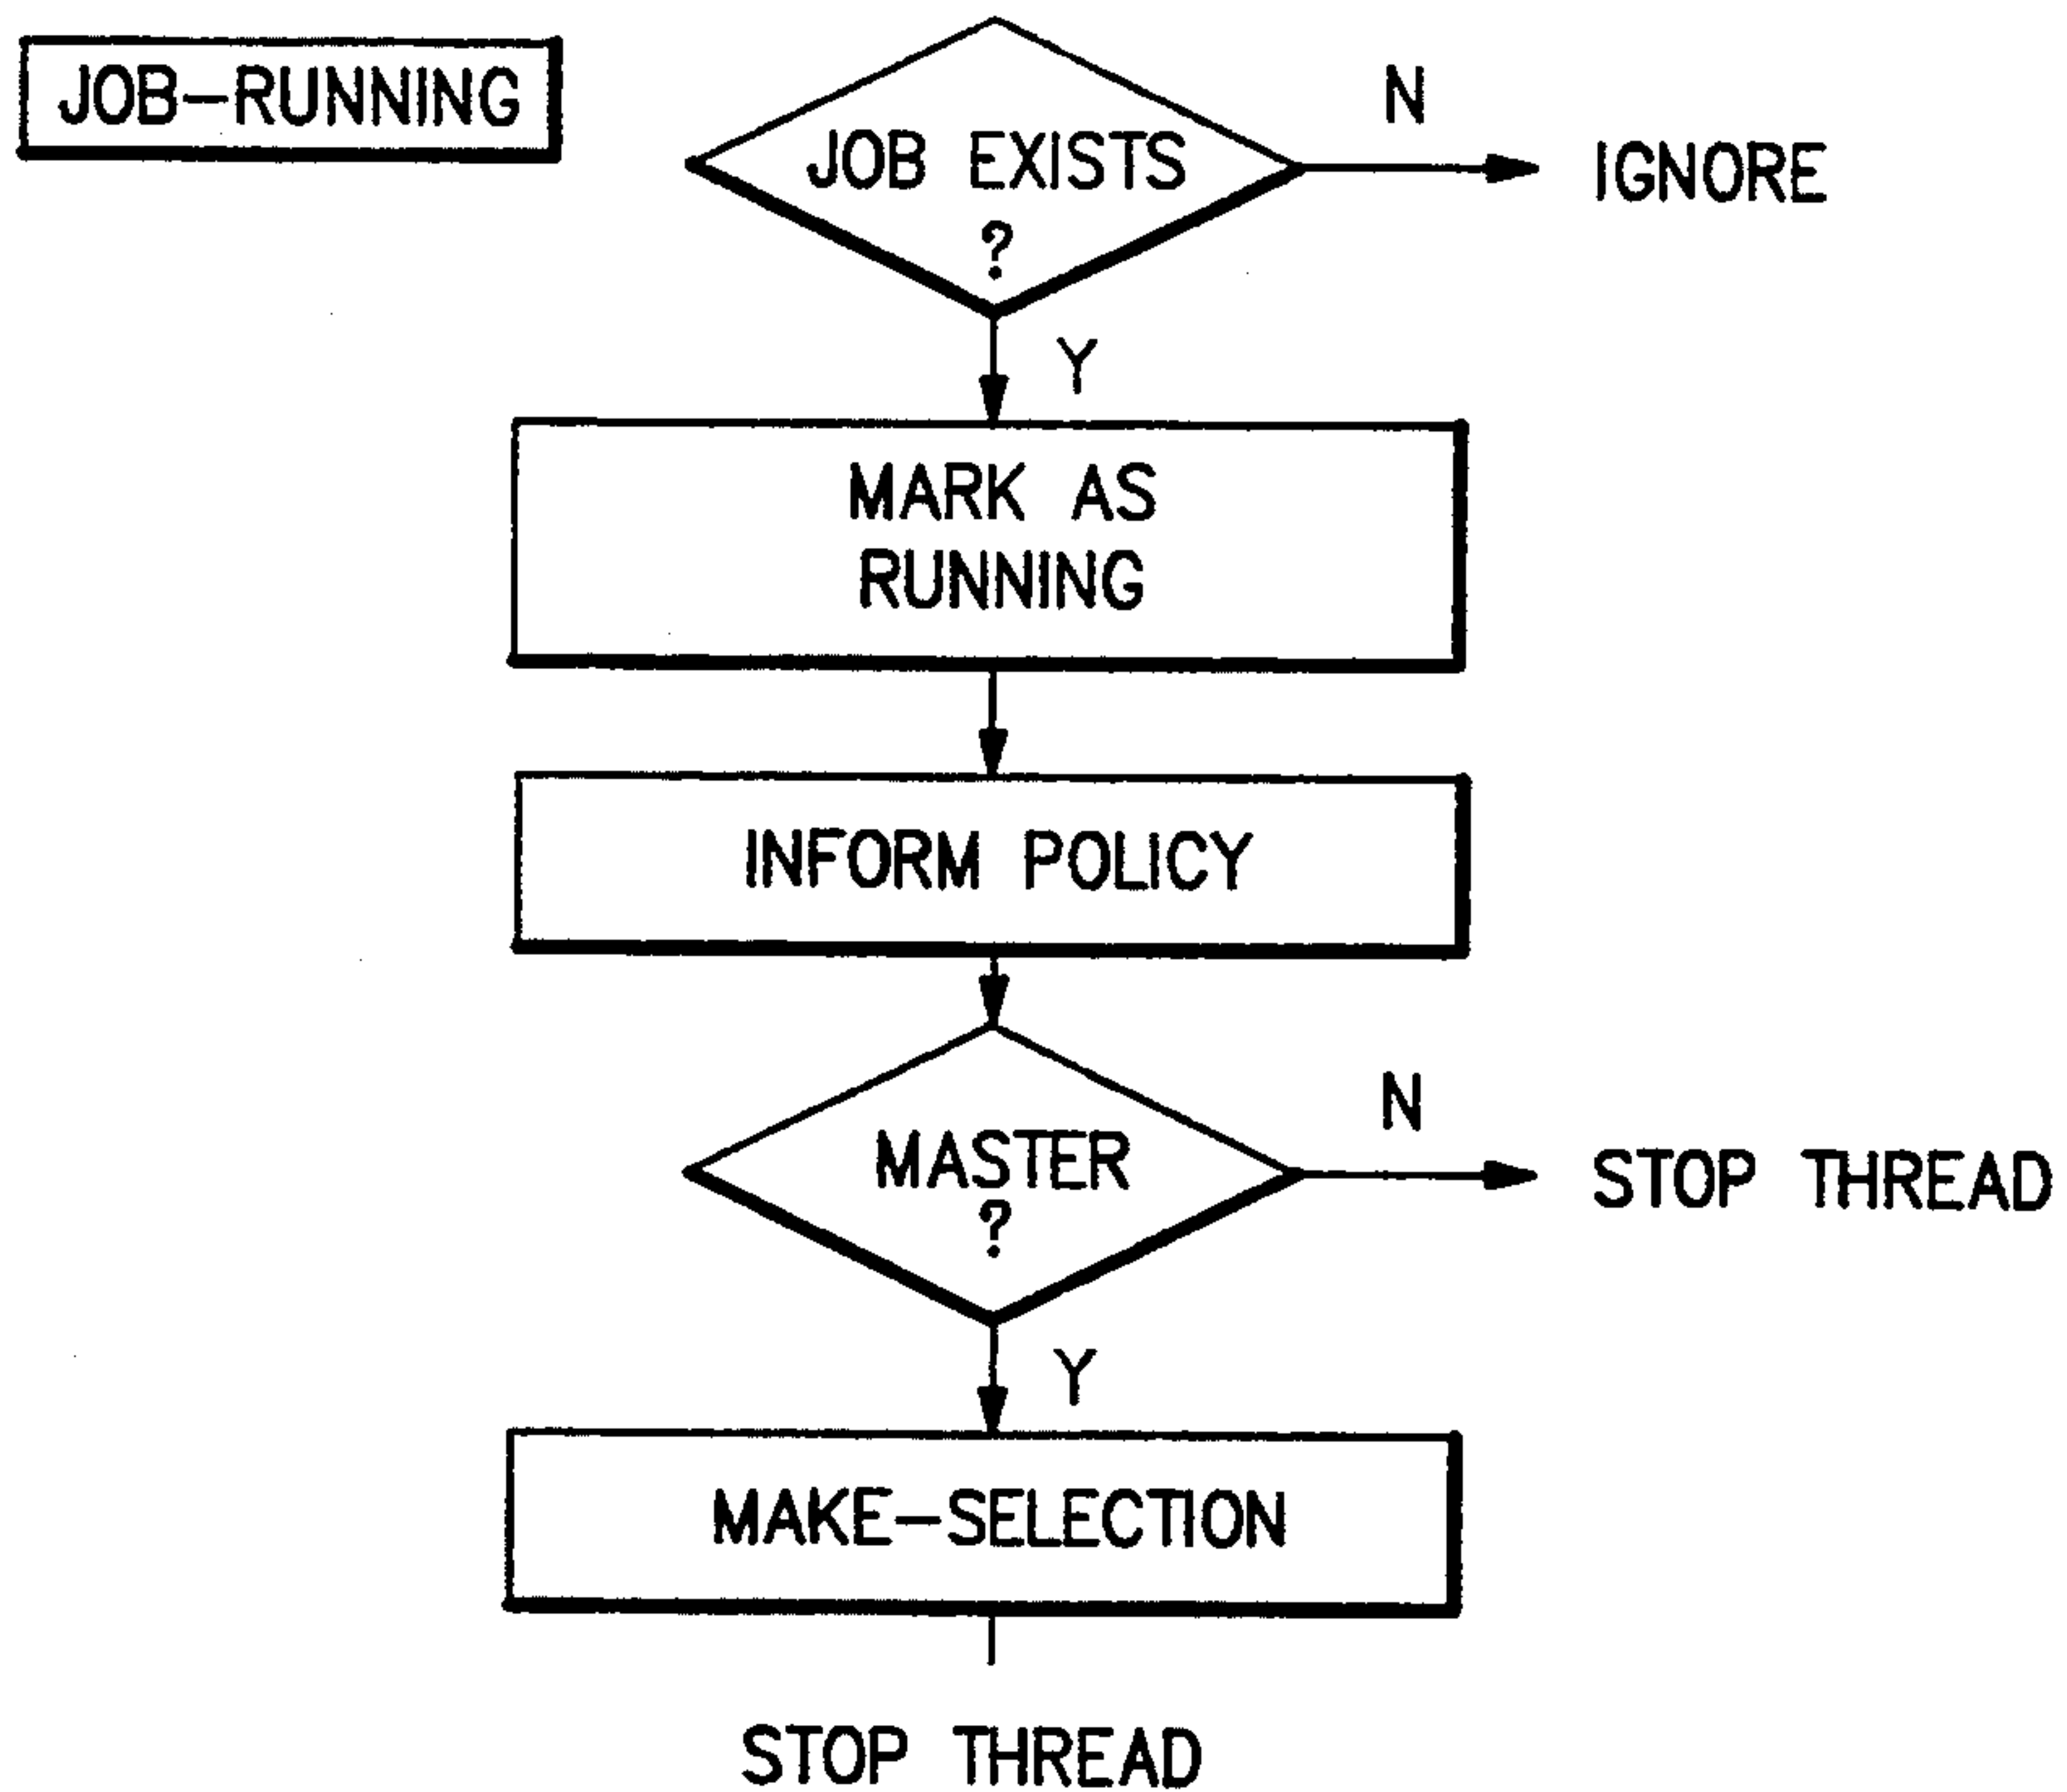 JOB-RUNNING
JOB EXISTS
?
N
IGNORE
Y
MARK AS
RUNNING
INFORM POLICY
MASTER
?
N
STOP THREAD
Y
MAKE-SELECTION
STOP THREAD